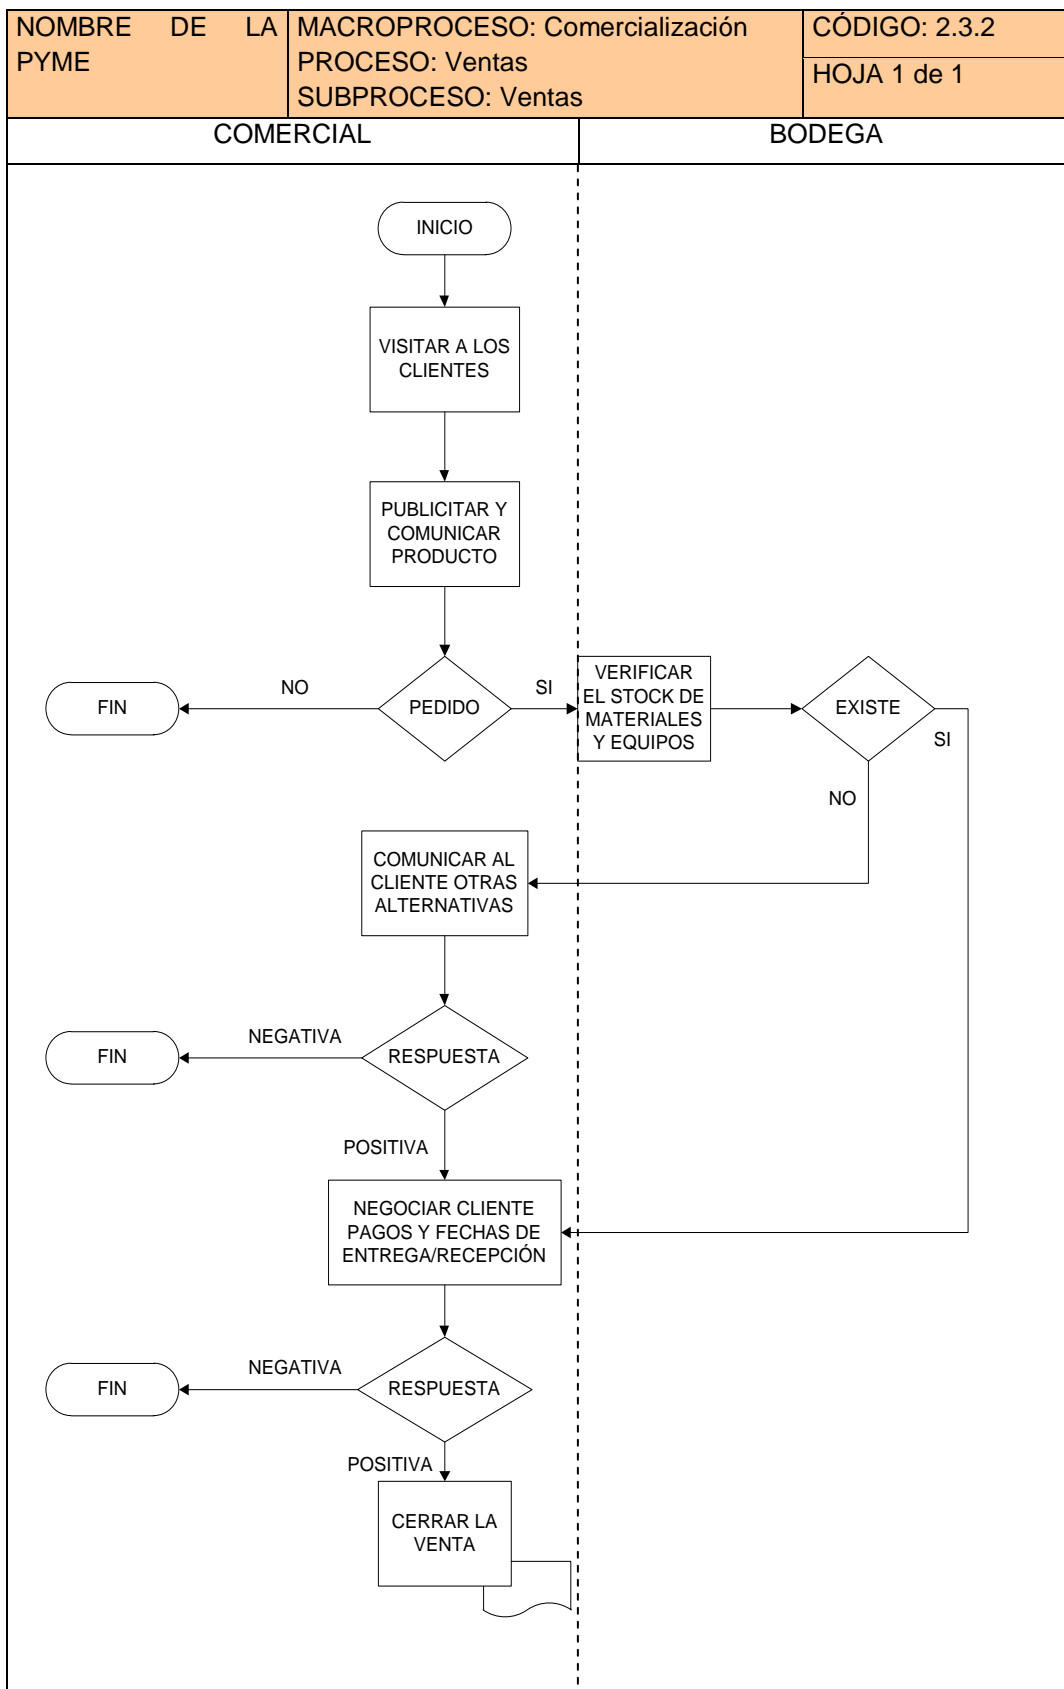 NOMBRE DE LA
PYME
MACROPROCESO: Comercialización
PROCESO: Ventas
SUBPROCESO: Ventas
CÓDIGO: 2.3.2
HOJA 1 de 1
COMERCIAL
BODEGA
INICIO
VISITAR A LOS
CLIENTES
PUBLICITAR Y
COMUNICAR
PRODUCTO
FIN
NO
PEDIDO
SI
VERIFICAR
EL STOCK DE
MATERIALES
Y EQUIPOS
EXISTE
SI
NO
COMUNICAR AL
CLIENTE OTRAS
ALTERNATIVAS
FIN
NEGATIVA
RESPUESTA
POSITIVA
NEGOCIAR CLIENTE
PAGOS Y FECHAS DE
ENTREGA/RECEPCIÓN
FIN
NEGATIVA
RESPUESTA
POSITIVA
CERRAR LA
VENTA